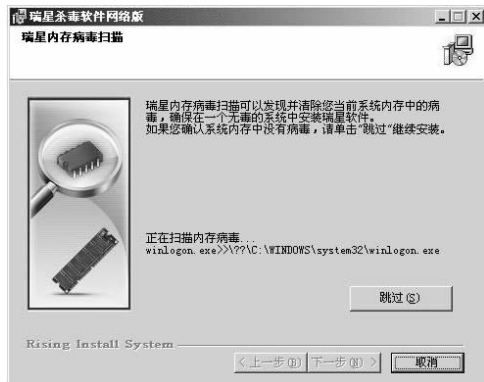 瑞星杀毒软件网络版
瑞星内存病毒扫描
瑞星内存病毒扫描可以发现并清除您当前系统内存中的病
毒，确保在一个无毒的系统中安装瑞星软件。
如果您确认系统内存中没有病毒，请单击"跳过"继续安装。
正在扫描内存病毒...
winlogon.exe>>\??\C:\WINDOWS\system32\winlogon.exe
跳过(S)
Rising Install System
<上一步(B) 下一步(N)> 取消